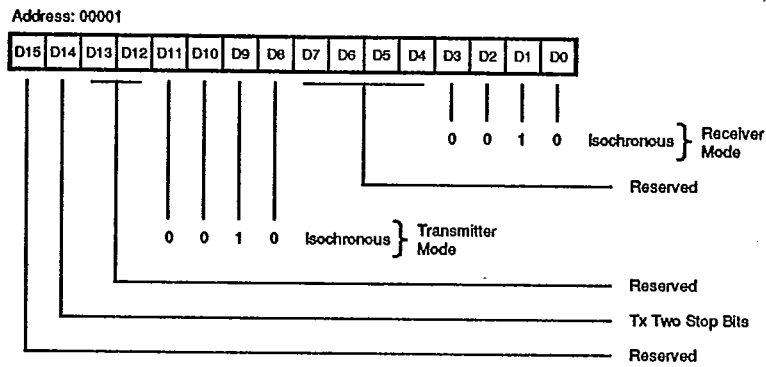 Address: 00001
D15 D14 D13 D12 D11 D10 D9 D8 D7 D6 D5 D4 D3 D2 D1 D0
0 0 1 0 Isochronous } Receiver
Mode
Reserved
0 0 1 0 Isochronous } Transmitter
Mode
Reserved
Tx Two Stop Bits
Reserved